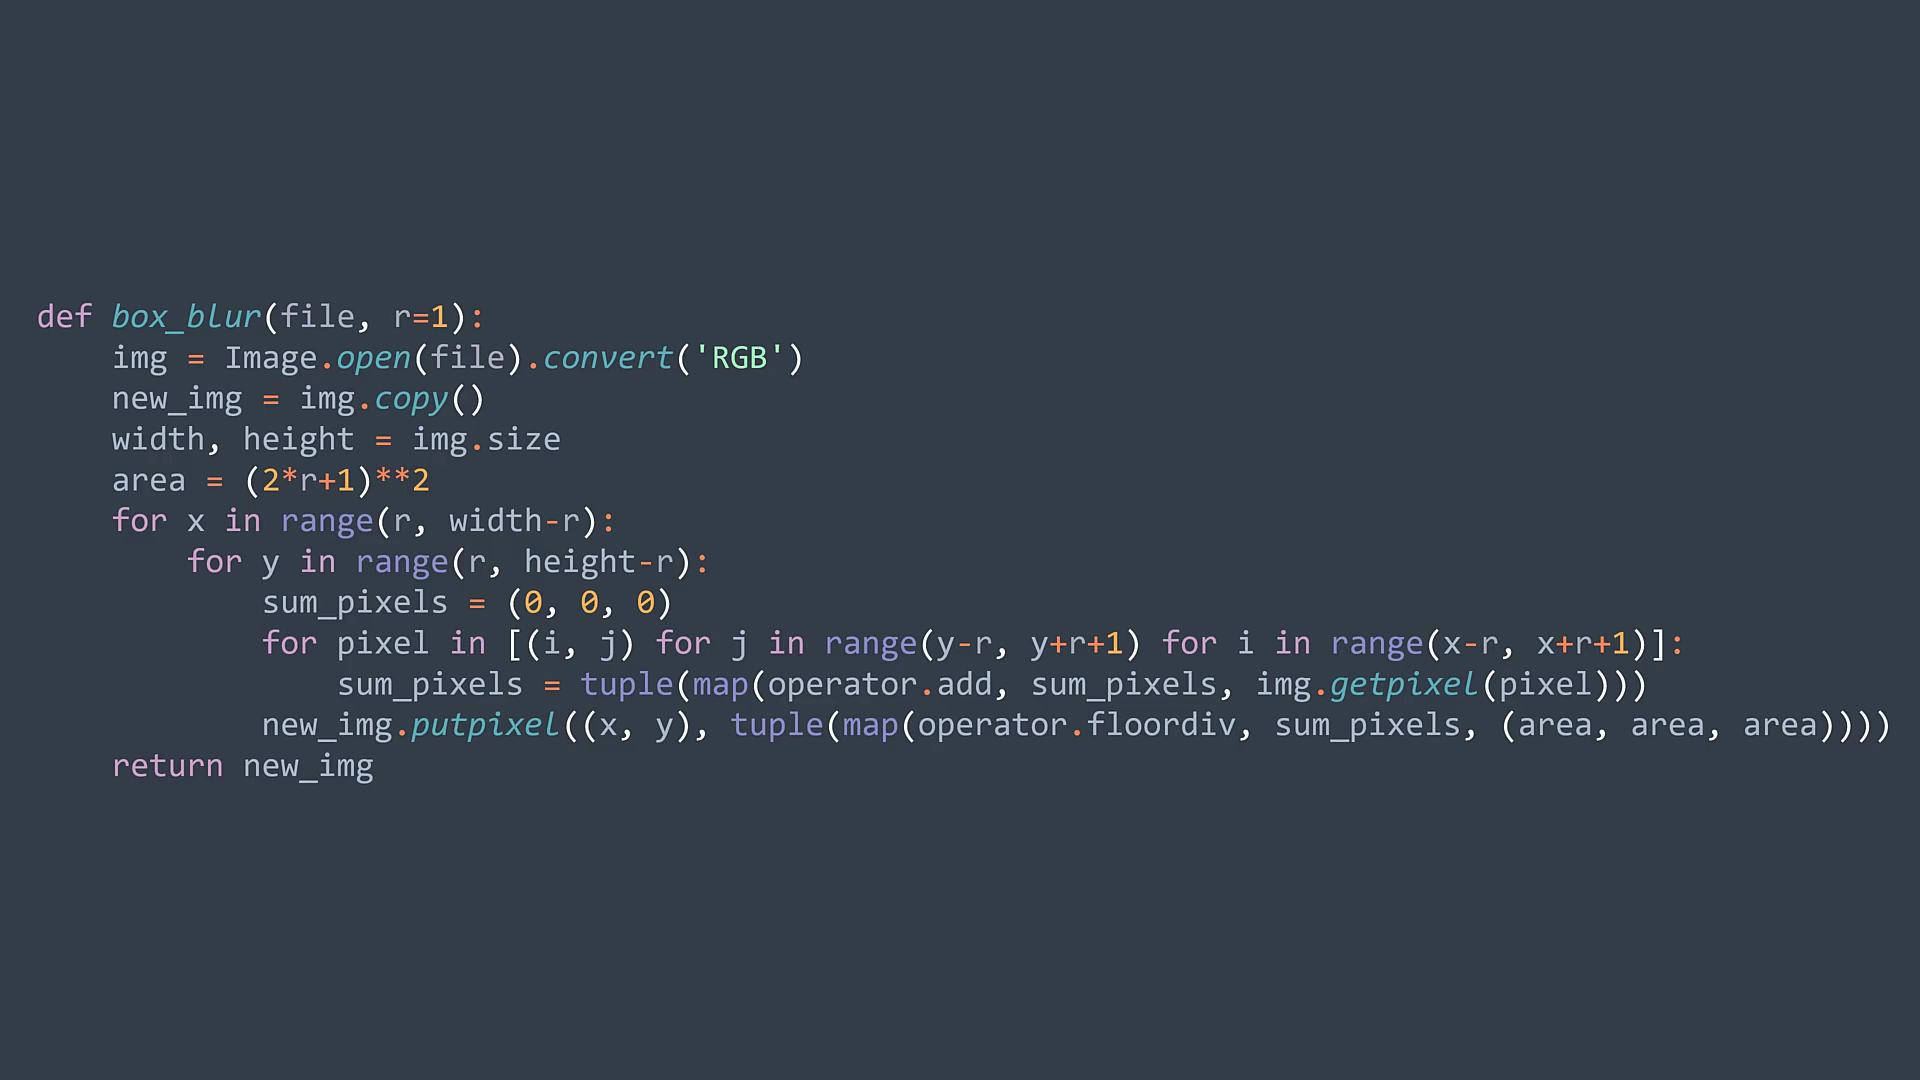 def box_blur(file, r=1):
    img = Image.open(file).convert('RGB')
    new_img = img.copy()
    width, height = img.size
    area = (2*r+1)**2
    for x in range(r, width-r):
        for y in range(r, height-r):
            sum_pixels = (0, 0, 0)
            for pixel in [(i, j) for j in range(y-r, y+r+1) for i in range(x-r, x+r+1)]:
                sum_pixels = tuple(map(operator.add, sum_pixels, img.getpixel(pixel)))
            new_img.putpixel((x, y), tuple(map(operator.floordiv, sum_pixels, (area, area, area))))
    return new_img